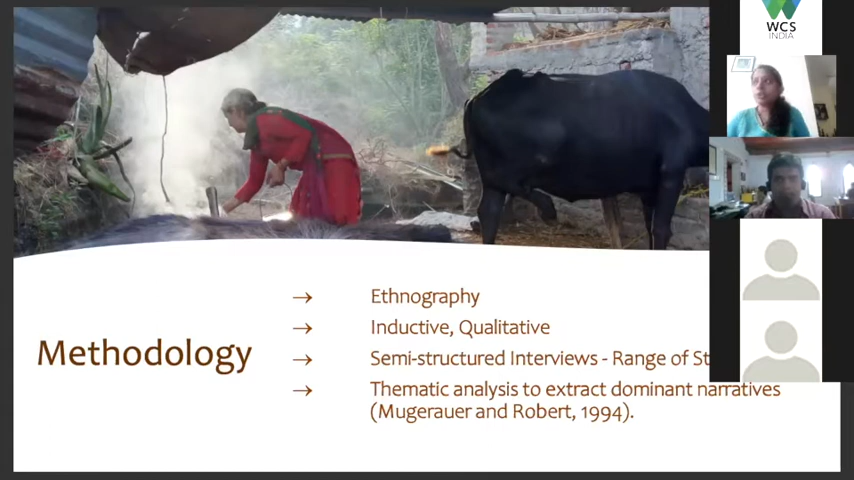 WCS
INDIA
Methodology
→ Ethnography
→ Inductive, Qualitative
→ Semi-structured Interviews - Range of
→ Thematic analysis to extract dominant narratives
(Mugerauer and Robert, 1994).